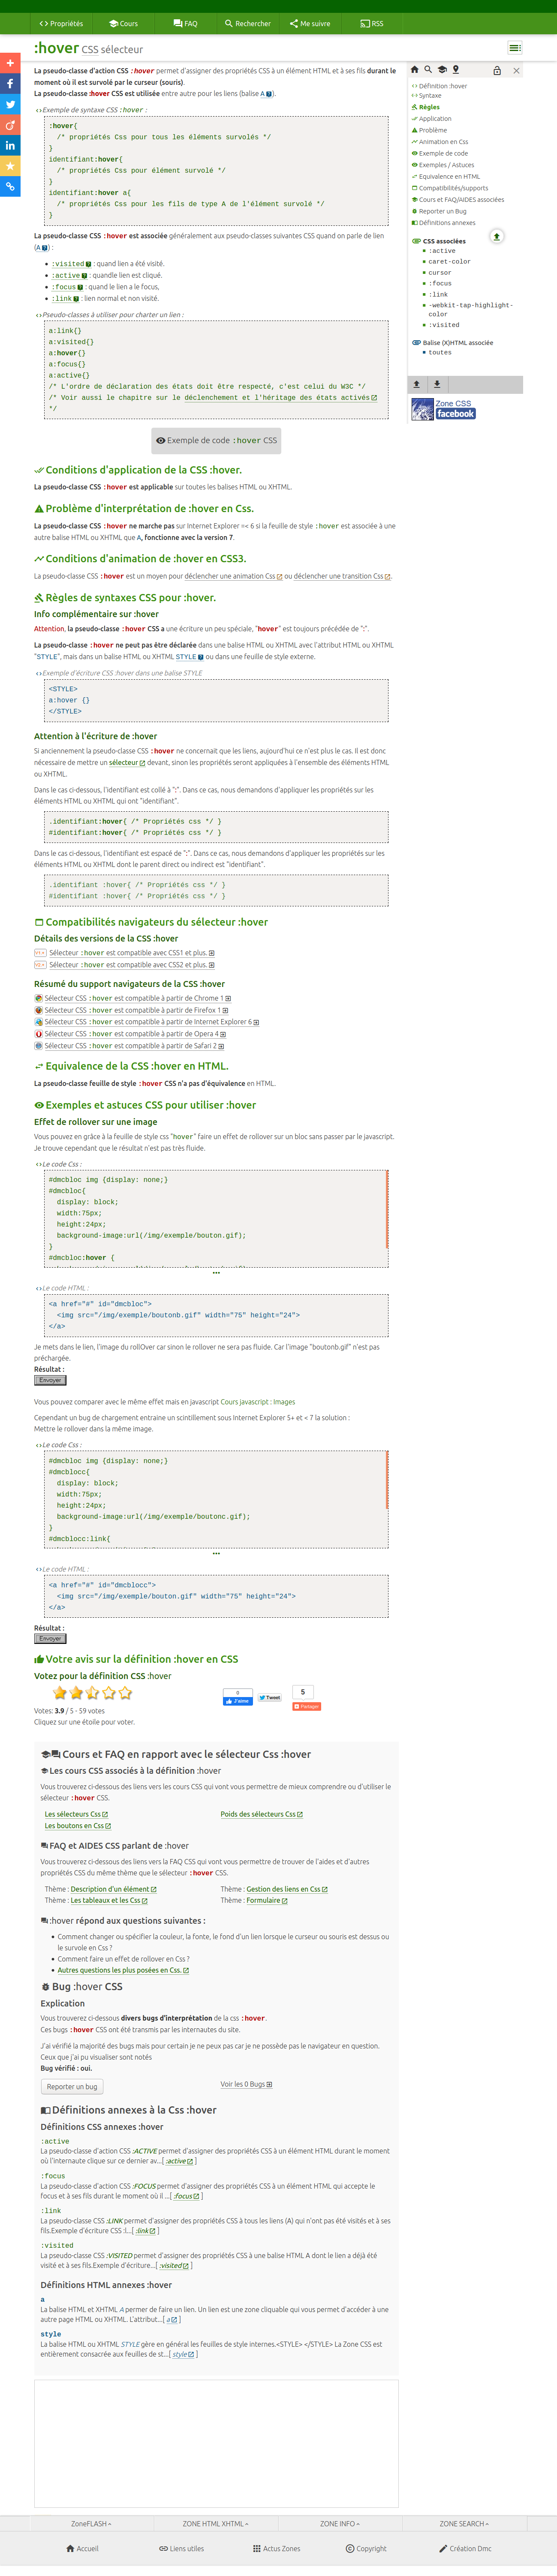 Propriétés
Cours
FAQ
Rechercher
Me suivre
RSS
:hover CSS sélecteur
La pseudo-classe d'action CSS :hover permet d'assigner des propriétés CSS à un élément HTML et à ses fils durant le
moment où il est survolé par le curseur (souris).
La pseudo-classe :hover CSS est utilisée entre autre pour les liens (balise A).
Exemple de syntaxe CSS :hover :
:hover{
/* propriétés Css pour tous les éléments survolés */
}
identifiant:hover{
/* propriétés Css pour élément survolé */
}
identifiant:hover a{
/* propriétés Css pour les fils de type A de l'élément survolé */
}
La pseudo-classe CSS :hover est associée généralement aux pseudo-classes suivantes CSS quand on parle de lien
(A) :
:visited : quand lien a été visité.
:active : quandle lien est cliqué.
:focus : quand le lien a le focus,
:link : lien normal et non visité.
Pseudo-classes à utiliser pour charter un lien :
a:link{}
a:visited{}
a:hover{}
a:focus{}
a:active{}
/* L'ordre de déclaration des états doit être respecté, c'est celui du W3C */
/* Voir aussi le chapitre sur le déclenchement et l'héritage des états activés
*/
Exemple de code :hover CSS
Conditions d'application de la CSS :hover.
La pseudo-classe CSS :hover est applicable sur toutes les balises HTML ou XHTML.
Problème d'interprétation de :hover en Css.
La pseudo-classe CSS :hover ne marche pas sur Internet Explorer =< 6 si la feuille de style :hover est associée à une
autre balise HTML ou XHTML que A, fonctionne avec la version 7.
Conditions d'animation de :hover en CSS3.
La pseudo-classe CSS :hover est un moyen pour déclencher une animation Css ou déclencher une transition Css.
Règles de syntaxes CSS pour :hover.
Info complémentaire sur :hover
Attention, la pseudo-classe :hover CSS a une écriture un peu spéciale, "hover" est toujours précédée de ":".
La pseudo-classe :hover ne peut pas être déclarée dans une balise HTML ou XHTML avec l'attribut HTML ou XHTML
"STYLE", mais dans un balise HTML ou XHTML STYLE ou dans une feuille de style externe.
Exemple d'écriture CSS :hover dans une balise STYLE
<STYLE>
a:hover {}
</STYLE>
Attention à l'écriture de :hover
Si anciennement la pseudo-classe CSS :hover ne concernait que les liens, aujourd'hui ce n'est plus le cas. Il est donc
nécessaire de mettre un sélecteur devant, sinon les propriétés seront appliquées à l'ensemble des éléments HTML
ou XHTML.
Dans le cas ci-dessous, l'identifiant est collé à ":". Dans ce cas, nous demandons d'appliquer les propriétés sur les
éléments HTML ou XHTML qui ont "identifiant".
.identifiant:hover{ /* Propriétés css */ }
#identifiant:hover{ /* Propriétés css */ }
Dans le cas ci-dessous, l'identifiant est espacé de ":". Dans ce cas, nous demandons d'appliquer les propriétés sur les
éléments HTML ou XHTML dont le parent direct ou indirect est "identifiant".
.identifiant :hover{ /* Propriétés css */ }
#identifiant :hover{ /* Propriétés css */ }
Compatibilités navigateurs du sélecteur :hover
Détails des versions de la CSS :hover
Sélecteur :hover est compatible avec CSS1 et plus.
Sélecteur :hover est compatible avec CSS2 et plus.
Résumé du support navigateurs de la CSS :hover
Sélecteur CSS :hover est compatible à partir de Chrome 1
Sélecteur CSS :hover est compatible à partir de Firefox 1
Sélecteur CSS :hover est compatible à partir de Internet Explorer 6
Sélecteur CSS :hover est compatible à partir de Opera 4
Sélecteur CSS :hover est compatible à partir de Safari 2
Equivalence de la CSS :hover en HTML.
La pseudo-classe feuille de style :hover CSS n'a pas d'équivalence en HTML.
Exemples et astuces CSS pour utiliser :hover
Effet de rollover sur une image
Vous pouvez en grâce à la feuille de style css "hover" faire un effet de rollover sur un bloc sans passer par le javascript.
Je trouve cependant que le résultat n'est pas très fluide.
Le code Css :
#dmcbloc img {display: none;}
#dmcbloc{
display: block;
width:75px;
height:24px;
background-image:url(/img/exemple/bouton.gif);
}
#dmcbloc:hover {
Le code HTML :
<a href="#" id="dmcbloc">
<img src="/img/exemple/boutonb.gif" width="75" height="24">
</a>
Je mets dans le lien, l'image du rollOver car sinon le rollover ne sera pas fluide. Car l'image "boutonb.gif" n'est pas
préchargée.
Résultat :
Envoyer
Vous pouvez comparer avec le même effet mais en javascript Cours javascript : Images
Cependant un bug de chargement entraine un scintillement sous Internet Explorer 5+ et < 7 la solution :
Mettre le rollover dans la même image.
Le code Css :
#dmcblocc img {display: none;}
#dmcblocc{
display: block;
width:75px;
height:24px;
background-image:url(/img/exemple/boutonc.gif);
}
#dmcblocc:link{
Le code HTML :
<a href="#" id="dmcblocc">
<img src="/img/exemple/bouton.gif" width="75" height="24">
</a>
Résultat :
Envoyer
Votre avis sur la définition :hover en CSS
Votez pour la définition CSS :hover
Votes: 3.9 / 5 - 59 votes
Cliquez sur une étoile pour voter.
0
J'aime
Tweet
5
Partager
Cours et FAQ en rapport avec le sélecteur Css :hover
Les cours CSS associés à la définition :hover
Vous trouverez ci-dessous des liens vers les cours CSS qui vont vous permettre de mieux comprendre ou d'utiliser le
sélecteur :hover CSS.
Les sélecteurs Css
Poids des sélecteurs Css
Les boutons en Css
FAQ et AIDES CSS parlant de :hover
Vous trouverez ci-dessous des liens vers la FAQ CSS qui vont vous permettre de trouver de l'aides et d'autres
propriétés CSS du même thème que le sélecteur :hover CSS.
Thème : Description d'un élément
Thème : Gestion des liens en Css
Thème : Les tableaux et les Css
Thème : Formulaire
:hover répond aux questions suivantes :
Comment changer ou spécifier la couleur, la fonte, le fond d'un lien lorsque le curseur ou souris est dessus ou
le survole en Css ?
Comment faire un effet de rollover en Css ?
Autres questions les plus posées en Css.
Bug :hover CSS
Explication
Vous trouverez ci-dessous divers bugs d'interprétation de la css :hover.
Ces bugs :hover CSS ont été transmis par les internautes du site.
J'ai vérifié la majorité des bugs mais pour certain je ne peux pas car je ne possède pas le navigateur en question.
Ceux que j'ai pu visualiser sont notés
Bug vérifié : oui.
Reporter un bug
Voir les 0 Bugs
Définitions annexes à la Css :hover
Définitions CSS annexes :hover
:active
La pseudo-classe d'action CSS :ACTIVE permet d'assigner des propriétés CSS à un élément HTML durant le moment
où l'internaute clique sur ce dernier av...[ :active ]
:focus
La pseudo-classe d'action CSS :FOCUS permet d'assigner des propriétés CSS à un élément HTML qui accepte le
focus et à ses fils durant le moment où il ...[ :focus ]
:link
La pseudo-classe d'action CSS :LINK permet d'assigner des propriétés CSS à tous les liens (A) qui n'ont pas été visités et à ses
fils.Exemple d'écriture CSS :l...[ :link ]
:visited
La pseudo-classe d'action CSS :VISITED permet d'assigner des propriétés CSS à une balise HTML A dont le lien a déjà été
visité et à ses fils.Exemple d'écriture...[ :visited ]
Définitions HTML annexes :hover
a
La balise HTML et XHTML A permer de faire un lien. Un lien est une zone cliquable qui vous permet d'accéder à une
autre page HTML ou XHTML. L'attribut...[ a ]
style
La balise HTML ou XHTML STYLE gère en général les feuilles de style internes.<STYLE> </STYLE> La Zone CSS est
entièrement consacrée aux feuilles de st...[ style ]
Définition :hover
Syntaxe
Règles
Application
Problème
Animation en Css
Exemple de code
Exemples / Astuces
Equivalence en HTML
Compatibilités/supports
Cours et FAQ/AIDES associées
Reporter un Bug
Définitions annexes
CSS associées
:active
caret-color
cursor
:focus
:link
-webkit-tap-highlight-
color
:visited
Balise (X)HTML associée
toutes
Zone CSS
facebook
ZoneFLASH
ZONE HTML XHTML
ZONE INFO
ZONE SEARCH
Accueil
Liens utiles
Actus Zones
Copyright
Création Dmc